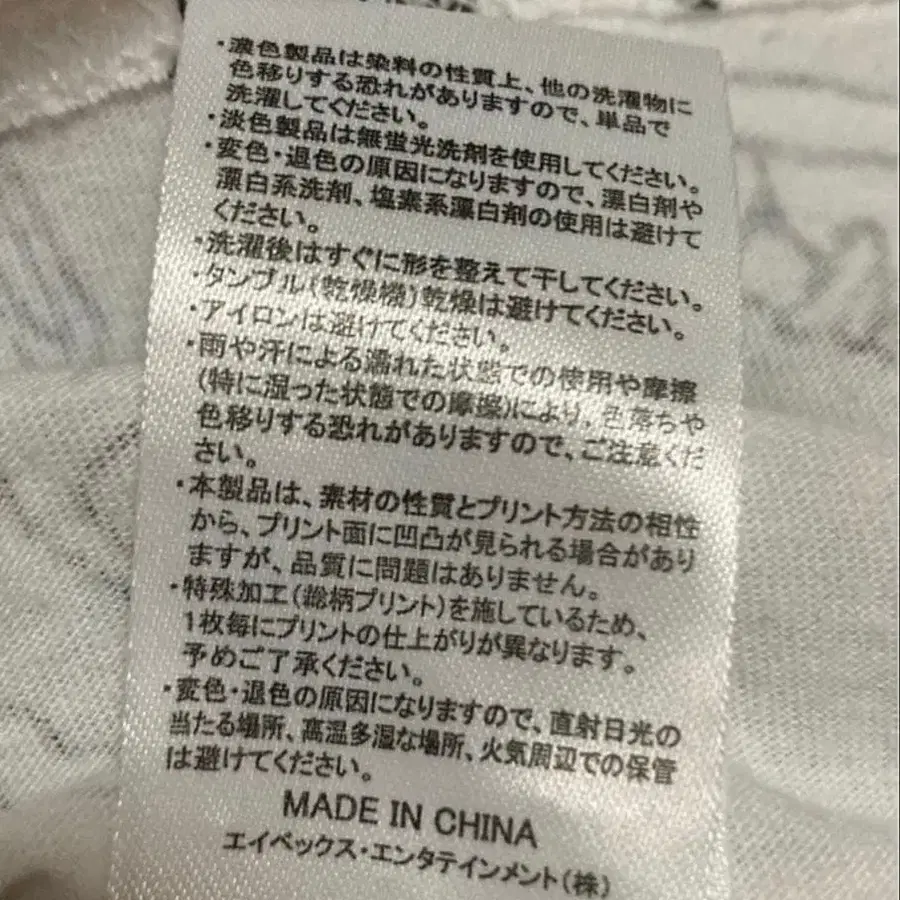 ・濃色製品は染料の性質上、他の洗濯物に
色移りする恐れがありますので、単品で
洗濯してください。
・淡色製品は無蛍光洗剤を使用してください。
・変色・退色の原因になりますので、漂白剤や
漂白系洗剤、塩素系漂白剤の使用は避けて
ください。
・洗濯後はすぐに形を整えて干してください。
・タンブル(乾燥機)乾燥は避けてください。
・アイロンは避けてください。
・雨や汗による濡れた状態での使用や摩擦
(特に湿った状態での摩擦)により、色落ちや
色移りする恐れがありますので、ご注意くだ
さい。
・本製品は、素材の性質とプリント方法の相性
から、プリント面に凹凸が見られる場合があり
ますが、品質に問題はありません。
・特殊加工(総柄プリント)を施しているため、
1枚毎にプリントの仕上がりが異なります。
予めご了承ください。
・変色・退色の原因になりますので、直射日光の
当たる場所、高温多湿な場所、火気周辺での保管
は避けてください。
MADE IN CHINA
エイベックス・エンタテインメント(株)